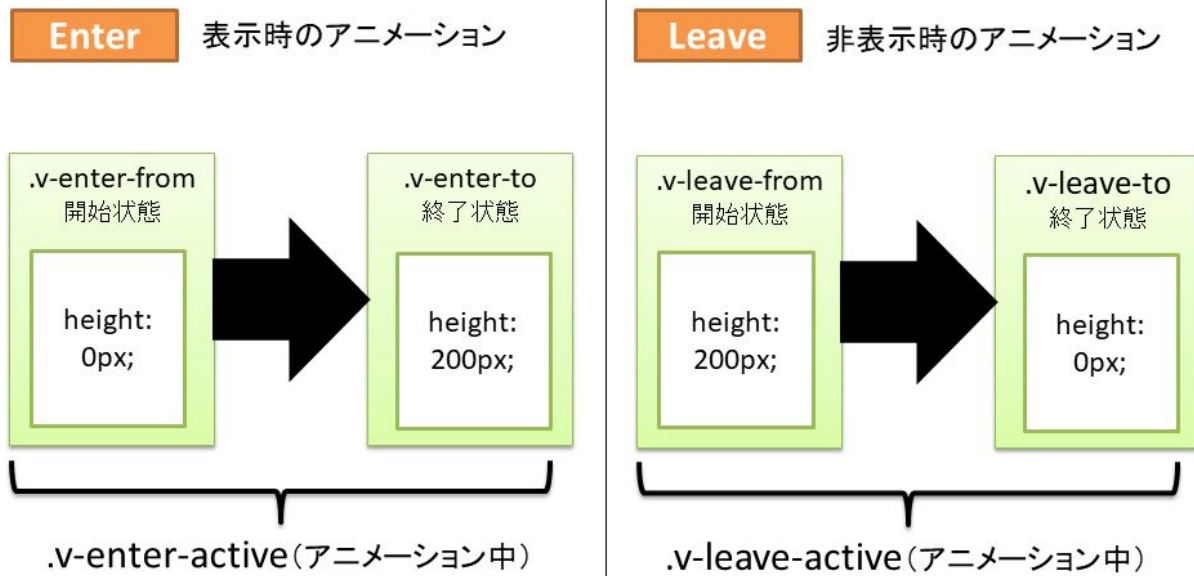 Enter 表示時のアニメーション
.v-enter-from
開始状態
height:
0px;
.v-enter-to
終了状態
height:
200px;
.v-enter-active（アニメーション中）
Leave 非表示時のアニメーション
.v-leave-from
開始状態
height:
200px;
.v-leave-to
終了状態
height:
0px;
.v-leave-active（アニメーション中）